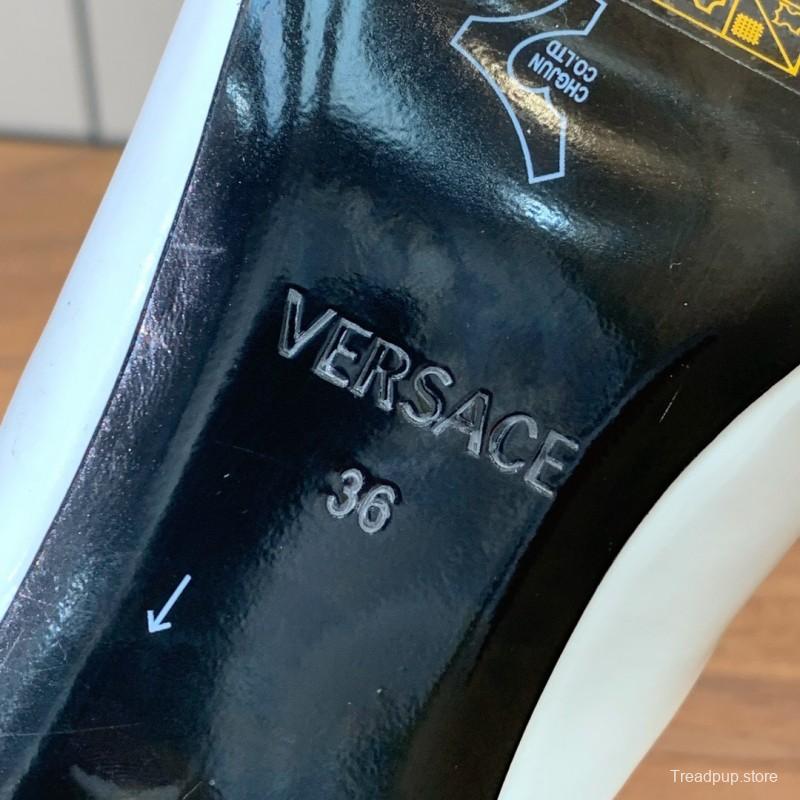 CHGJUN
CO.LTD
VERSACE
36
Treadpup.store